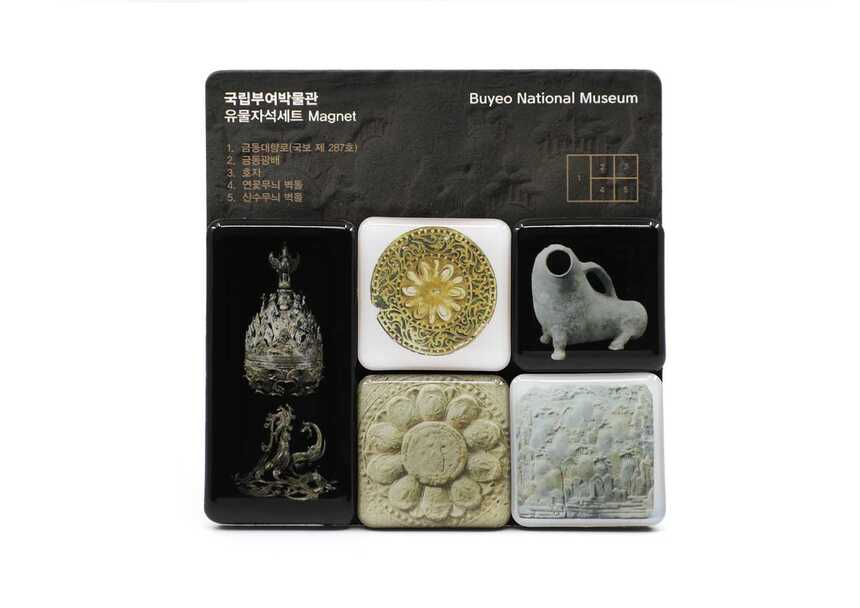 국립부여박물관
유물자석세트 Magnet
Buyeo National Museum
1. 금동대향로(국보 제 287호)
2. 금동광배
3. 호자
4. 연꽃무늬 벽돌
5. 산수무늬 벽돌
1 2 3
4 5